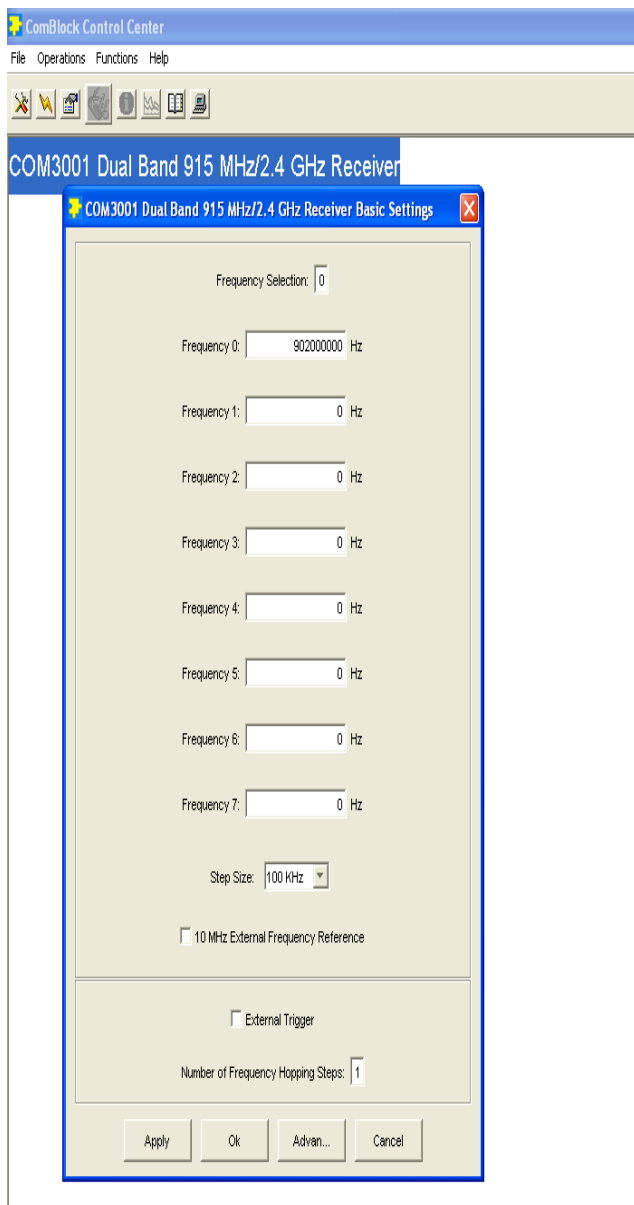 ComBlock Control Center
File Operations Functions Help
COM3001 Dual Band 915 MHz/2.4 GHz Receiver
COM3001 Dual Band 915 MHz/2.4 GHz Receiver Basic Settings
Frequency Selection: 0
Frequency 0: 902000000 Hz
Frequency 1: 0 Hz
Frequency 2: 0 Hz
Frequency 3: 0 Hz
Frequency 4: 0 Hz
Frequency 5: 0 Hz
Frequency 6: 0 Hz
Frequency 7: 0 Hz
Step Size: 100 KHz
10 MHz External Frequency Reference
External Trigger
Number of Frequency Hopping Steps: 1
Apply Ok Advan... Cancel